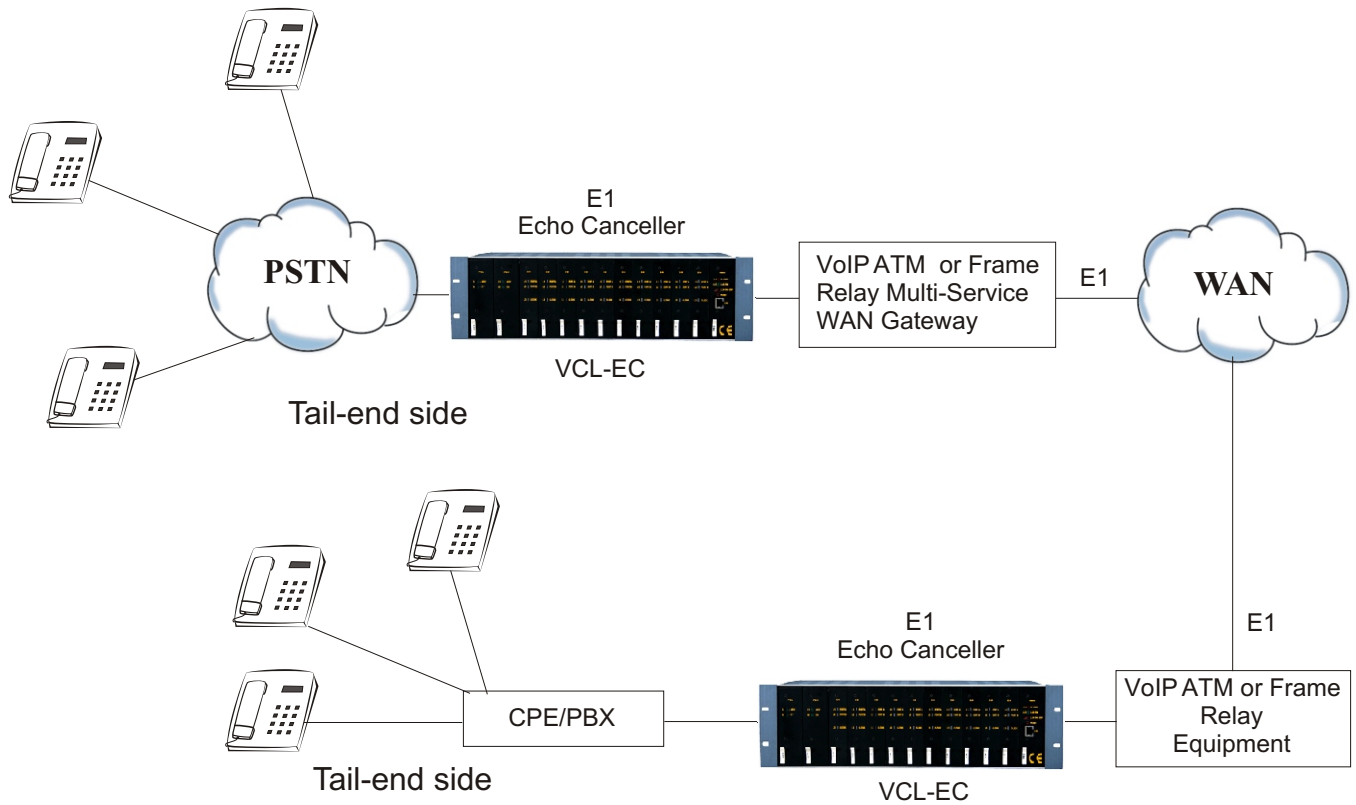 E1
Echo Canceller
PSTN
VoIP ATM or Frame
Relay Multi-Service
WAN Gateway
E1
WAN
VCL-EC
Tail-end side
E1
Echo Canceller
E1
CPE/PBX
VoIP ATM or Frame
Relay
Equipment
Tail-end side
VCL-EC